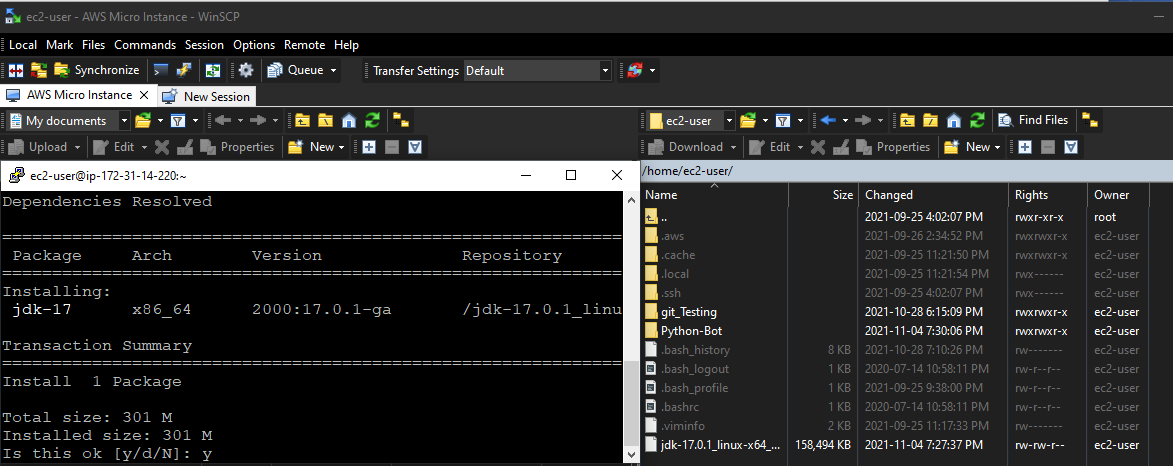 ec2-user - AWS Micro Instance - WinSCP
Local Mark Files Commands Session Options Remote Help
Synchronize Queue Transfer Settings Default
AWS Micro Instance New Session
My documents
Upload Edit Properties New
ec2-user@ip-172-31-14-220:~
Dependencies Resolved
================================================================
Package Arch Version Repository
================================================================
Installing:
jdk-17 x86_64 2000:17.0.1-ga /jdk-17.0.1_linu
Transaction Summary
================================================================
Install 1 Package
Total size: 301 M
Installed size: 301 M
Is this ok [y/d/N]: y
ec2-user Find Files
Download Edit Properties New
/home/ec2-user/
Name Size Changed Rights Owner
.. 2021-09-25 4:02:07 PM rwxr-xr-x root
.aws 2021-09-26 2:34:52 PM rwxrwxr-x ec2-user
.cache 2021-09-25 11:21:50 PM rwxrwxr-x ec2-user
.local 2021-09-25 11:21:54 PM rwx------ ec2-user
.ssh 2021-09-25 4:02:07 PM rwx------ ec2-user
git_Testing 2021-10-28 6:15:09 PM rwxrwxr-x ec2-user
Python-Bot 2021-11-04 7:30:06 PM rwxrwxr-x ec2-user
.bash_history 8 KB 2021-10-28 7:10:26 PM rw------- ec2-user
.bash_logout 1 KB 2020-07-14 10:58:11 PM rw-r--r-- ec2-user
.bash_profile 1 KB 2021-09-25 9:38:00 PM rw-r--r-- ec2-user
.bashrc 1 KB 2020-07-14 10:58:11 PM rw-r--r-- ec2-user
.viminfo 2 KB 2021-09-25 11:17:33 PM rw------- ec2-user
jdk-17.0.1_linux-x64_... 158,494 KB 2021-11-04 7:27:37 PM rw-rw-r-- ec2-user